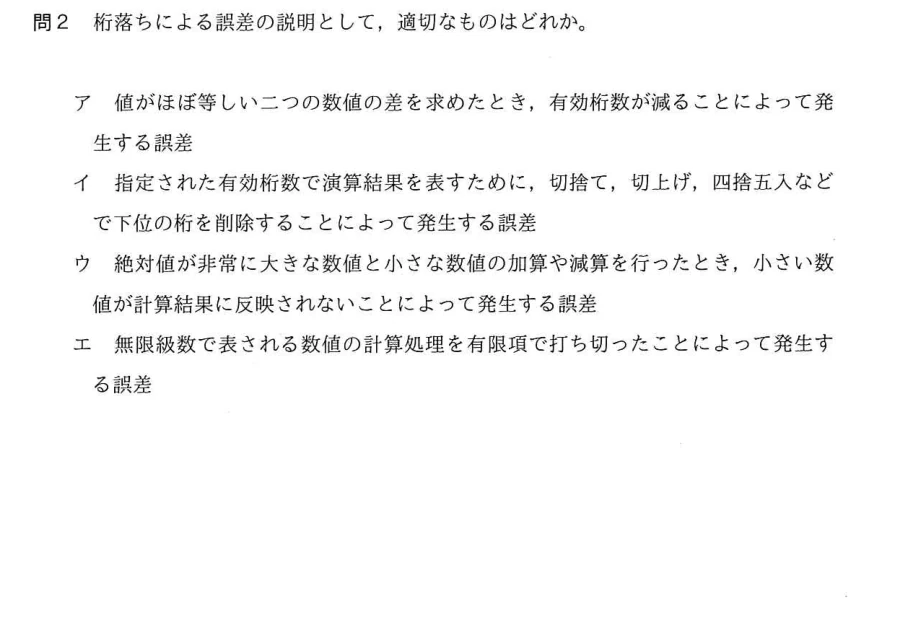 問2　桁落ちによる誤差の説明として，適切なものはどれか。
ア　値がほぼ等しい二つの数値の差を求めたとき，有効桁数が減ることによって発
生する誤差
イ　指定された有効桁数で演算結果を表すために，切捨て，切上げ，四捨五入など
で下位の桁を削除することによって発生する誤差
ウ　絶対値が非常に大きな数値と小さな数値の加算や減算を行ったとき，小さい数
値が計算結果に反映されないことによって発生する誤差
エ　無限級数で表される数値の計算処理を有限項で打ち切ったことによって発生す
る誤差